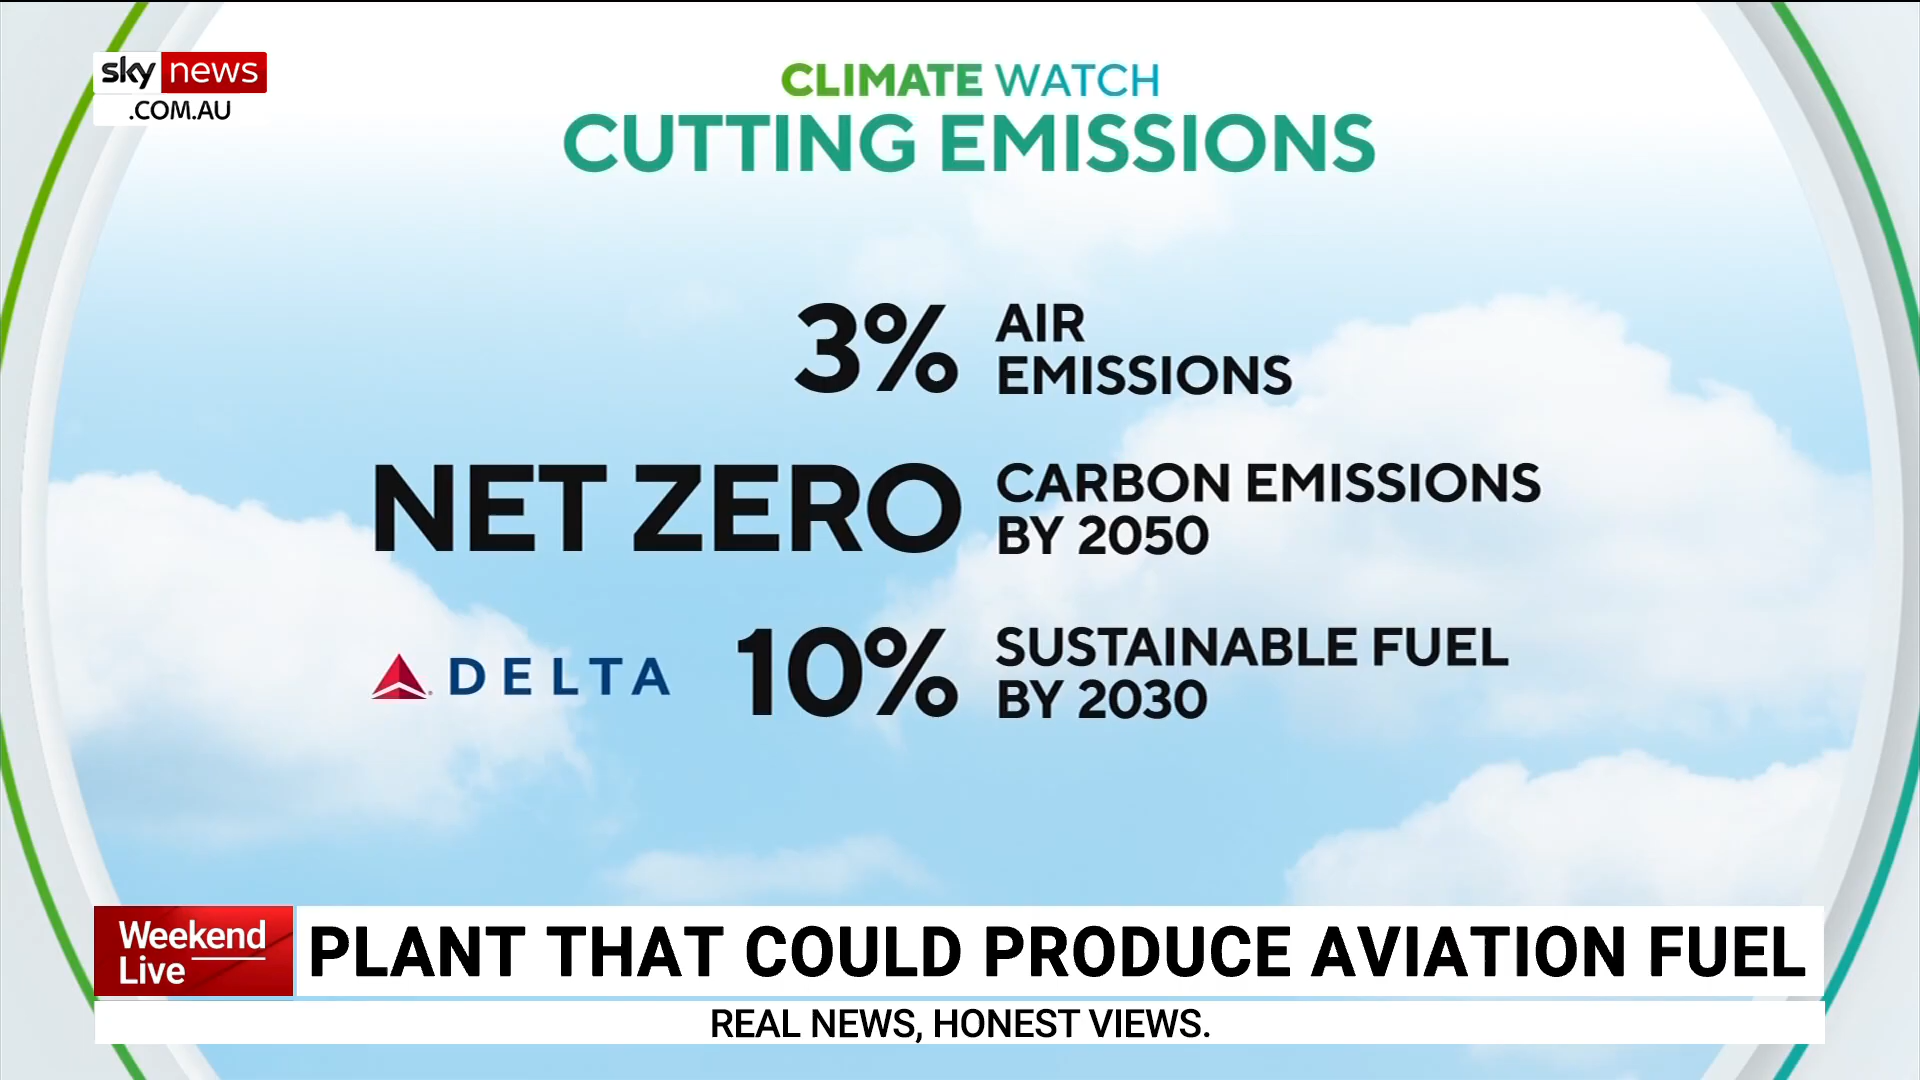 sky news
.COM.AU
CLIMATE WATCH
CUTTING EMISSIONS
3% AIR
EMISSIONS
NET ZERO CARBON EMISSIONS
BY 2050
DELTA 10% SUSTAINABLE FUEL
BY 2030
Weekend
Live
PLANT THAT COULD PRODUCE AVIATION FUEL
REAL NEWS, HONEST VIEWS.